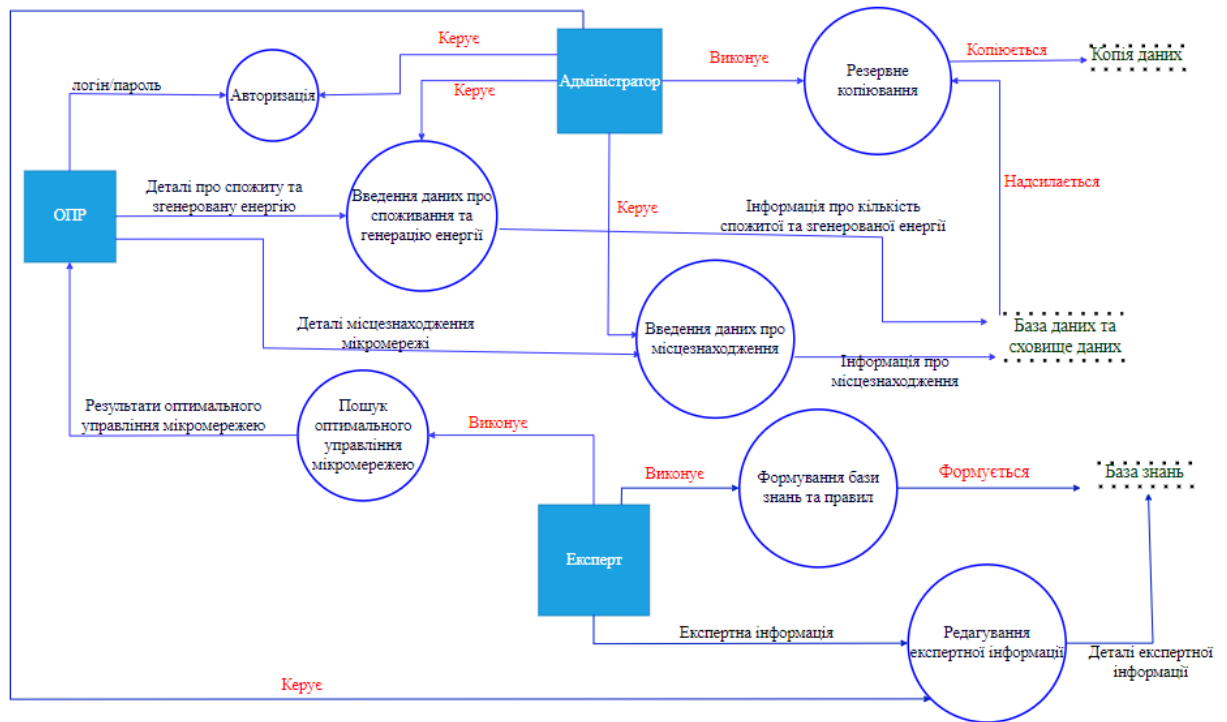 Керує
Адміністратор
Виконує
Резервне
копіювання
Копіюється
Копія даних
логін/пароль
Авторизація
Керує
Деталі про спожиту та
згенеровану енергію
ОПР
Введення даних про
споживання та
генерацію енергії
Керує
Інформація про кількість
спожитої та згенерованої енергії
Надсилається
Деталі місцезнаходження
мікромережі
Введення даних про
місцезнаходження
База даних та
сховище даних
Інформація про
місцезнаходження
Результати оптимального
управління мікромережею
Пошук
оптимального
управління
мікромережею
Виконує
Виконує
Формування бази
знань та правил
Формується
База знань
Експерт
Експертна інформація
Редагування
експертної інформації
Деталі експертної
інформації
Керує